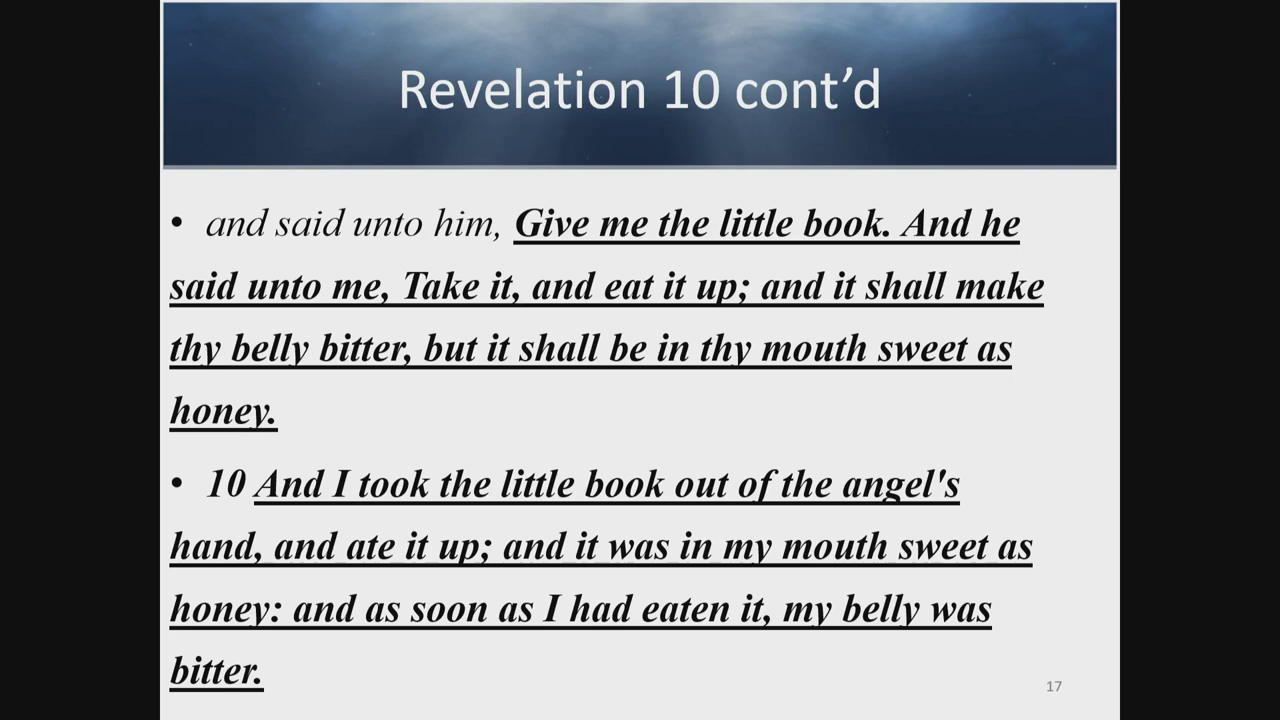 Revelation 10 cont’d
• and said unto him, Give me the little book. And he
said unto me, Take it, and eat it up; and it shall make
thy belly bitter, but it shall be in thy mouth sweet as
honey.
• 10 And I took the little book out of the angel's
hand, and ate it up; and it was in my mouth sweet as
honey: and as soon as I had eaten it, my belly was
bitter.
17